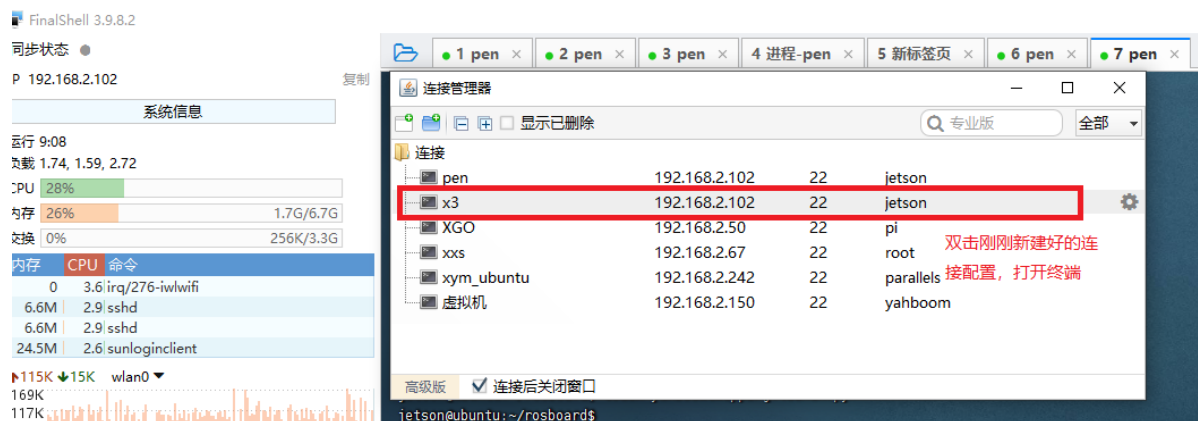 FinalShell 3.9.8.2
同步状态
P 192.168.2.102
复制
系统信息
运行 9:08
负载 1.74, 1.59, 2.72
CPU 28%
内存 26% 1.7G/6.7G
交换 0% 256K/3.3G
内存 CPU 命令
0 3.6 irq/276-iwlwifi
6.6M 2.9 sshd
6.6M 2.9 sshd
24.5M 2.6 sunloginclient
115K 15K wlan0
169K
117K
1 pen
2 pen
3 pen
4 进程-pen
5 新标签页
6 pen
7 pen
连接管理器
显示已删除
专业版
全部
连接
pen 192.168.2.102 22 jetson
x3 192.168.2.102 22 jetson
XGO 192.168.2.50 22 pi
xxs 192.168.2.67 22 root
xym_ubuntu 192.168.2.242 22 parallels
虚拟机 192.168.2.150 22 yahboom
双击刚刚新建好的连
接配置，打开终端
高级版
连接后关闭窗口
jetson@ubuntu:~/rosboard$